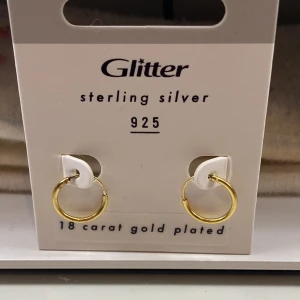 Glitter
sterling silver
925
18 carat gold plated